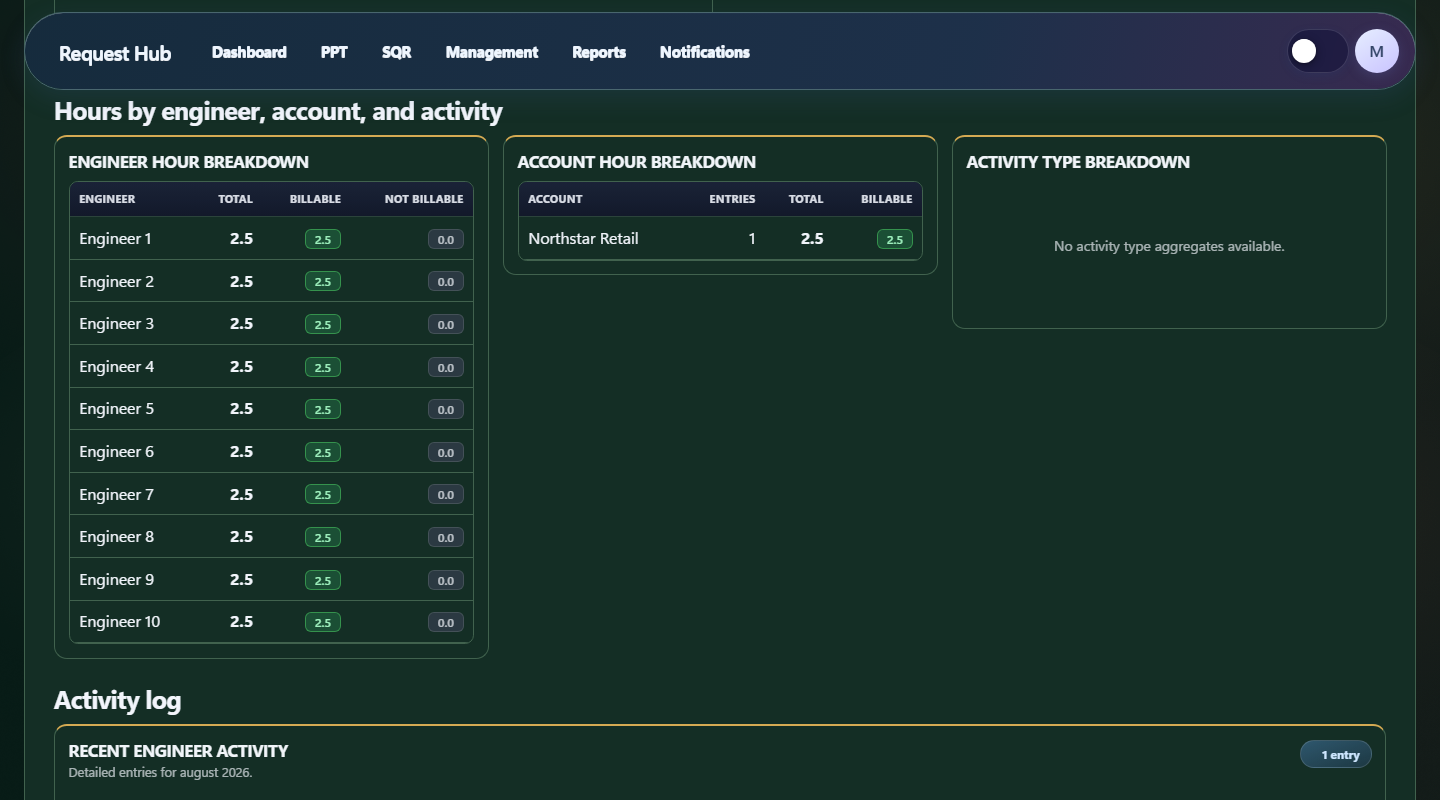 Request Hub Dashboard PPT SQR Management Reports Notifications M
Hours by engineer, account, and activity
ENGINEER HOUR BREAKDOWN
ENGINEER TOTAL BILLABLE NOT BILLABLE
Engineer 1 2.5 2.5 0.0
Engineer 2 2.5 2.5 0.0
Engineer 3 2.5 2.5 0.0
Engineer 4 2.5 2.5 0.0
Engineer 5 2.5 2.5 0.0
Engineer 6 2.5 2.5 0.0
Engineer 7 2.5 2.5 0.0
Engineer 8 2.5 2.5 0.0
Engineer 9 2.5 2.5 0.0
Engineer 10 2.5 2.5 0.0
ACCOUNT HOUR BREAKDOWN
ACCOUNT ENTRIES TOTAL BILLABLE
Northstar Retail 1 2.5 2.5
ACTIVITY TYPE BREAKDOWN
No activity type aggregates available.
Activity log
RECENT ENGINEER ACTIVITY
Detailed entries for august 2026.
1 entry